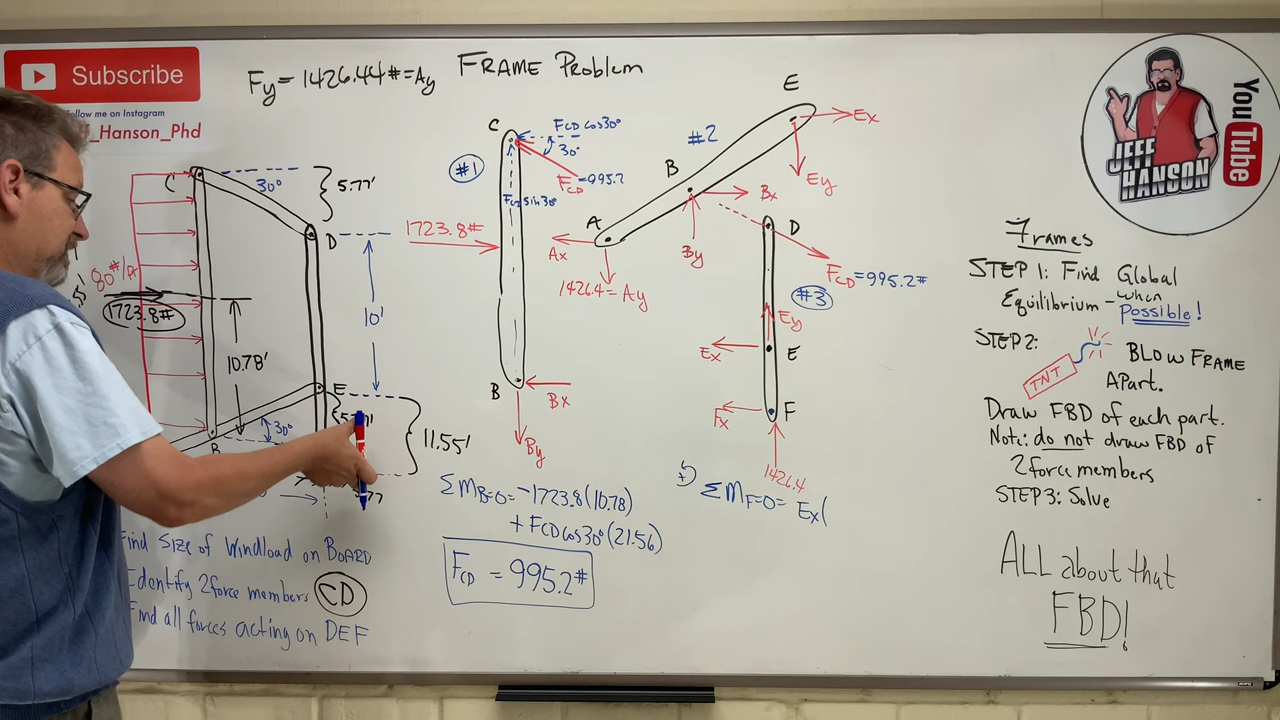 Subscribe
Follow me on Instagram
_Hanson_Phd
Fy = 1426.44# = Ay
FRAME Problem
C
30°
5.77'
D
10'
80#/ft
1723.8#
10.78'
E
B
30°
11.55'
5.77
Find Size of Windload on BOARD
Identify 2force members CD
Find all forces acting on DEF
C
#1
FCD cos30°
30°
FCD=995.2
FCD sin30°
1723.8#
B
Bx
By
ΣMB=0= -1723.8(10.78)
+ FCD cos30°(21.56)
FCD = 995.2#
E
#2
Ex
Ey
B
Bx
By
A
Ax
1426.4=Ay
D
FCD=995.2#
#3
Ey
Ex
E
Fx
F
1426.4
+ ΣMF=0= Ex(
JEFF
HANSON
YouTube
Frames
STEP 1: Find Global
Equilibrium - when
Possible!
STEP 2:
TNT
BLOW FRAME
APart.
Draw FBD of each part.
Note: do not draw FBD of
2force members
STEP 3: Solve
ALL about that
FBD!